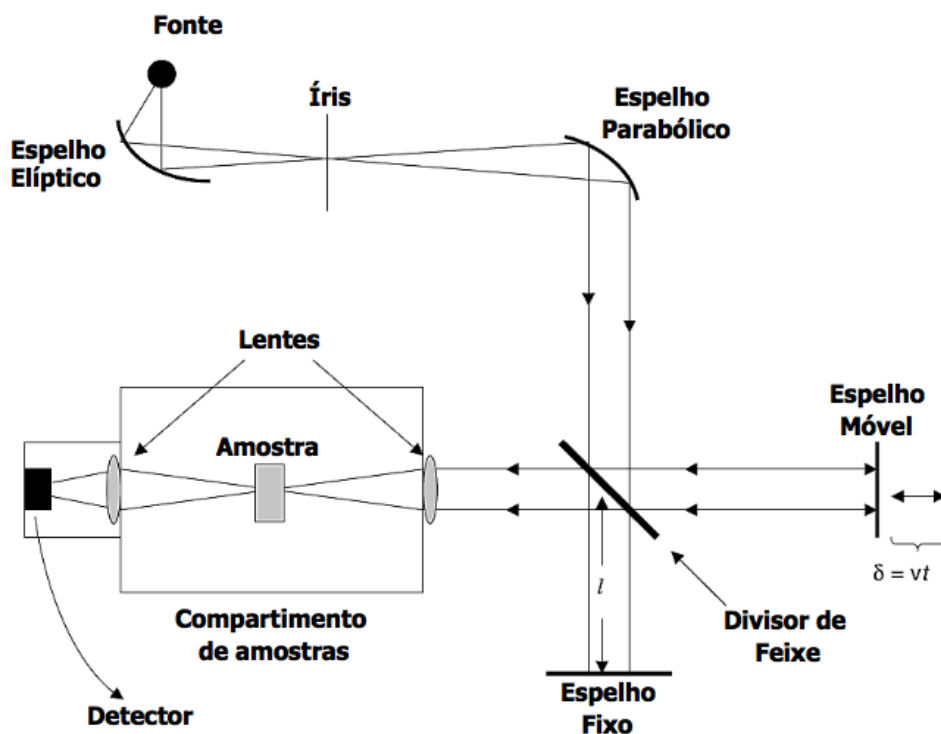 Fonte
Íris
Espelho
Parabólico
Espelho
Elíptico
Lentes
Amostra
Espelho
Móvel
δ = vt
l
Compartimento
de amostras
Divisor de
Feixe
Espelho
Fixo
Detector